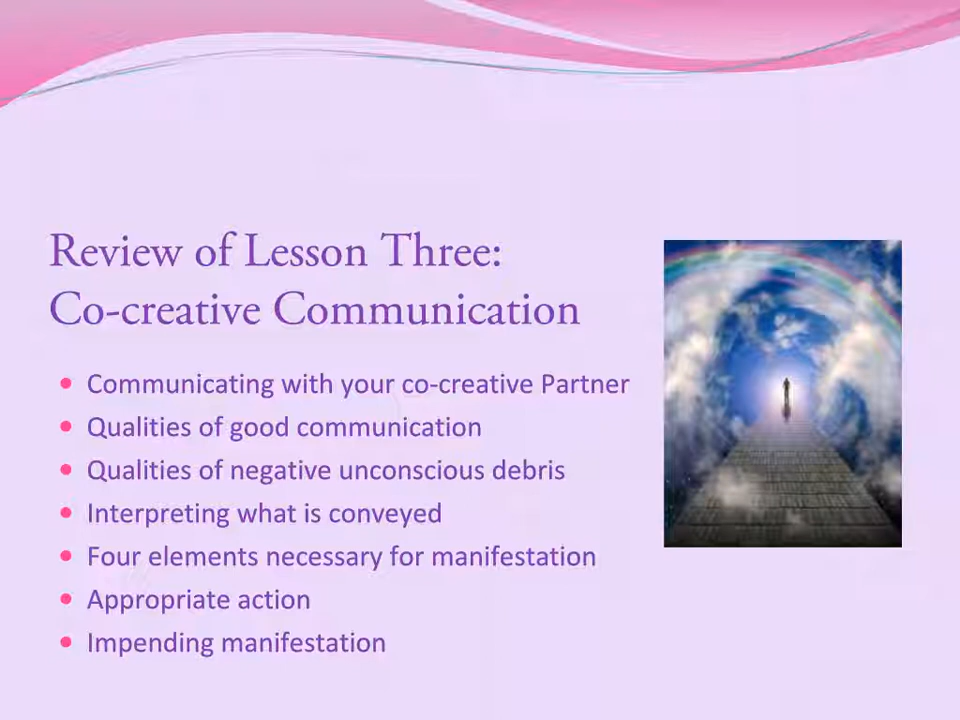 Review of Lesson Three:
Co-creative Communication
• Communicating with your co-creative Partner
• Qualities of good communication
• Qualities of negative unconscious debris
• Interpreting what is conveyed
• Four elements necessary for manifestation
• Appropriate action
• Impending manifestation